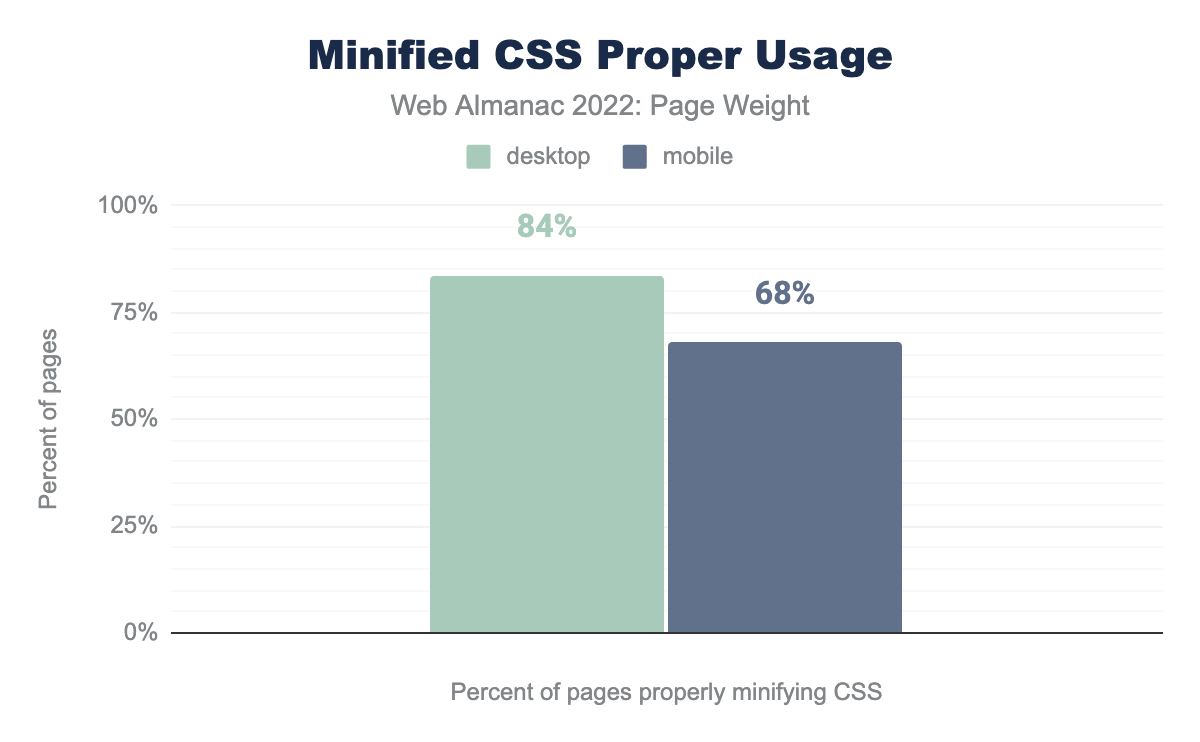 Minified CSS Proper Usage
Web Almanac 2022: Page Weight
desktop mobile
100%
84%
68%
75%
50%
25%
0%
Percent of pages
Percent of pages properly minifying CSS